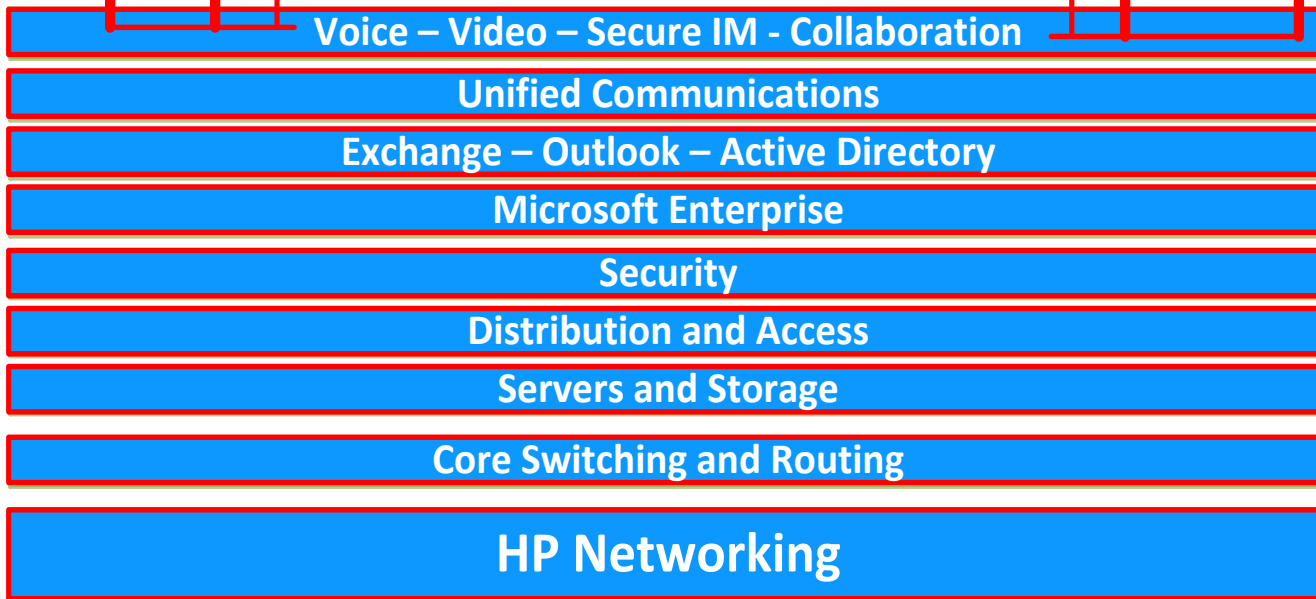 Voice – Video – Secure IM - Collaboration
Unified Communications
Exchange – Outlook – Active Directory
Microsoft Enterprise
Security
Distribution and Access
Servers and Storage
Core Switching and Routing
HP Networking